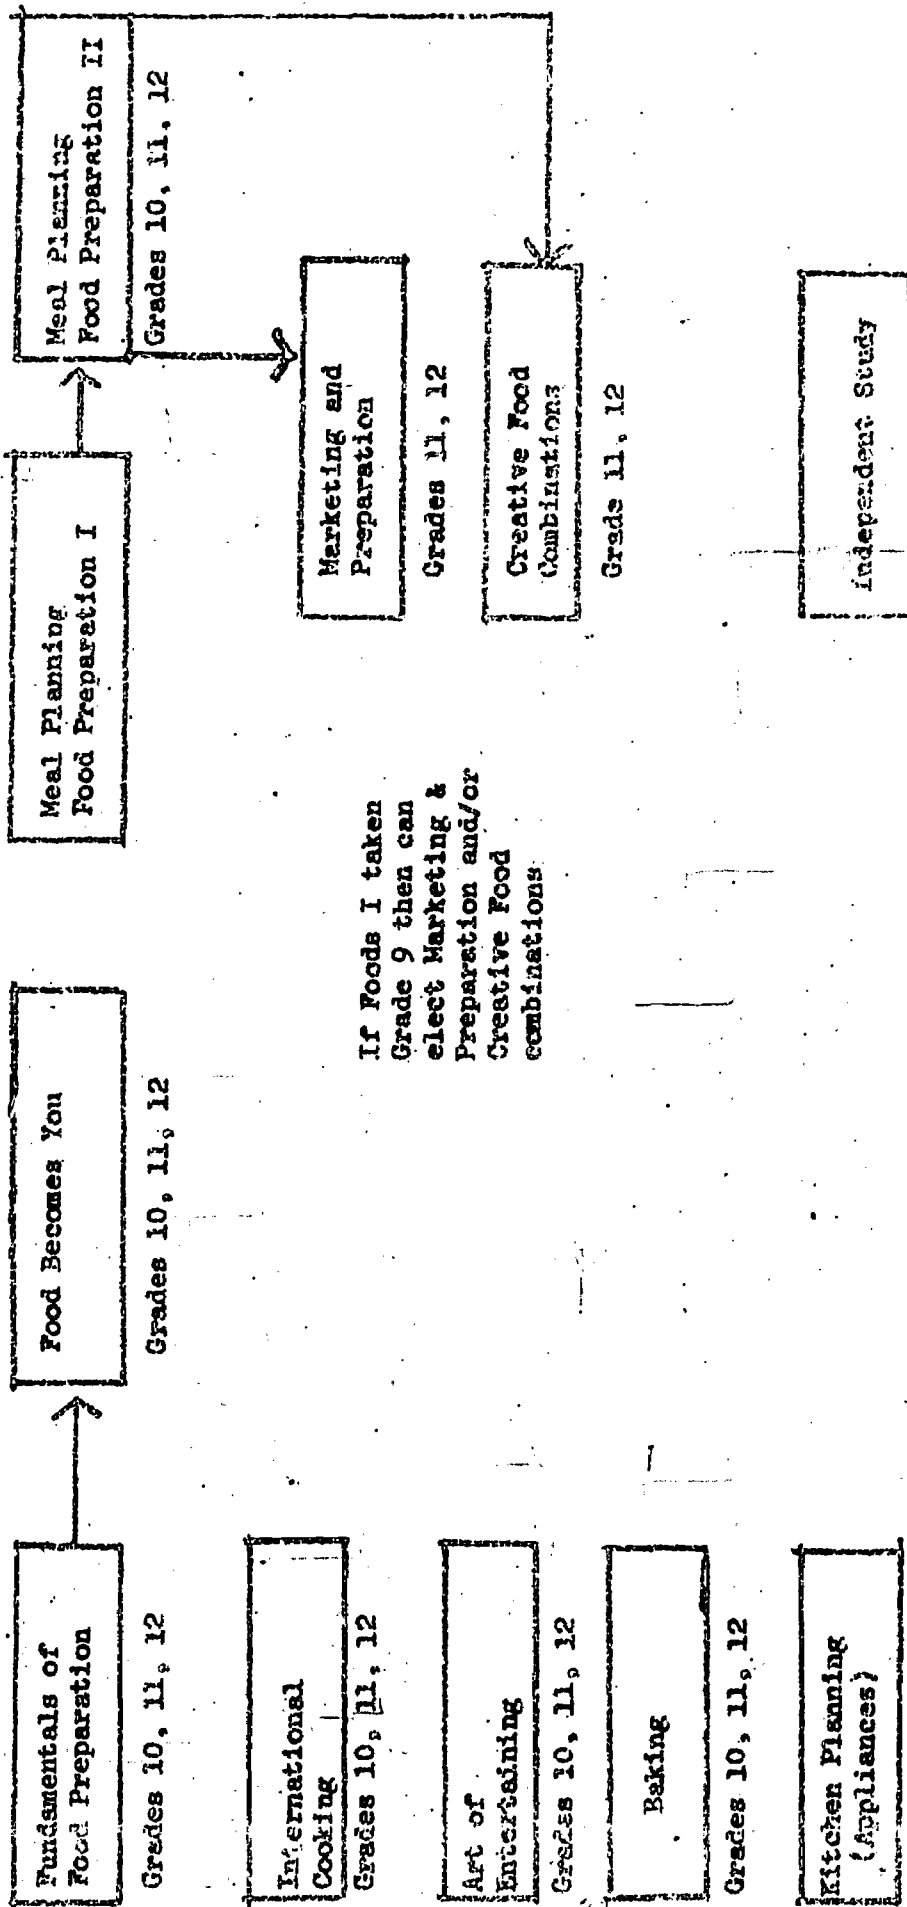 Fundamentals of
Food Preparation
Grades 10, 11, 12
Food Becomes You
Grades 10, 11, 12
Meal Planning
Food Preparation I
Meal Planning
Food Preparation II
Grades 10, 11, 12
International
Cooking
Grades 10, 11, 12
If Foods I taken
Grade 9 then can
elect Marketing &
Preparation and/or
Creative Food
combinations
Marketing and
Preparation
Grades 11, 12
Art of
Entertaining
Grades 10, 11, 12
Creative Food
Combinations
Grade 11, 12
Baking
Grades 10, 11, 12
Kitchen Planning
(Appliances)
Independent Study